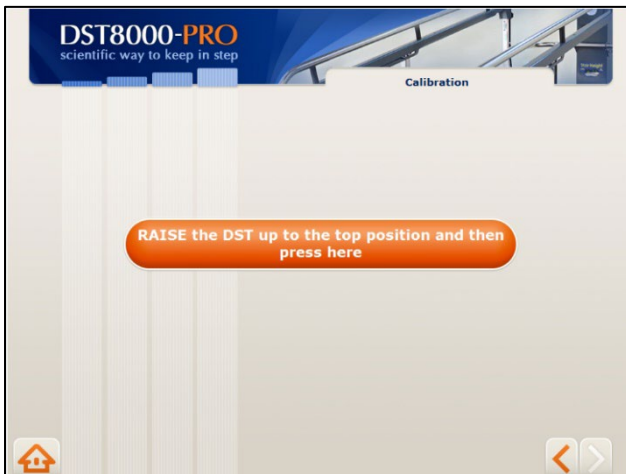 DST8000-PRO
scientific way to keep in step
Calibration
RAISE the DST up to the top position and then
press here